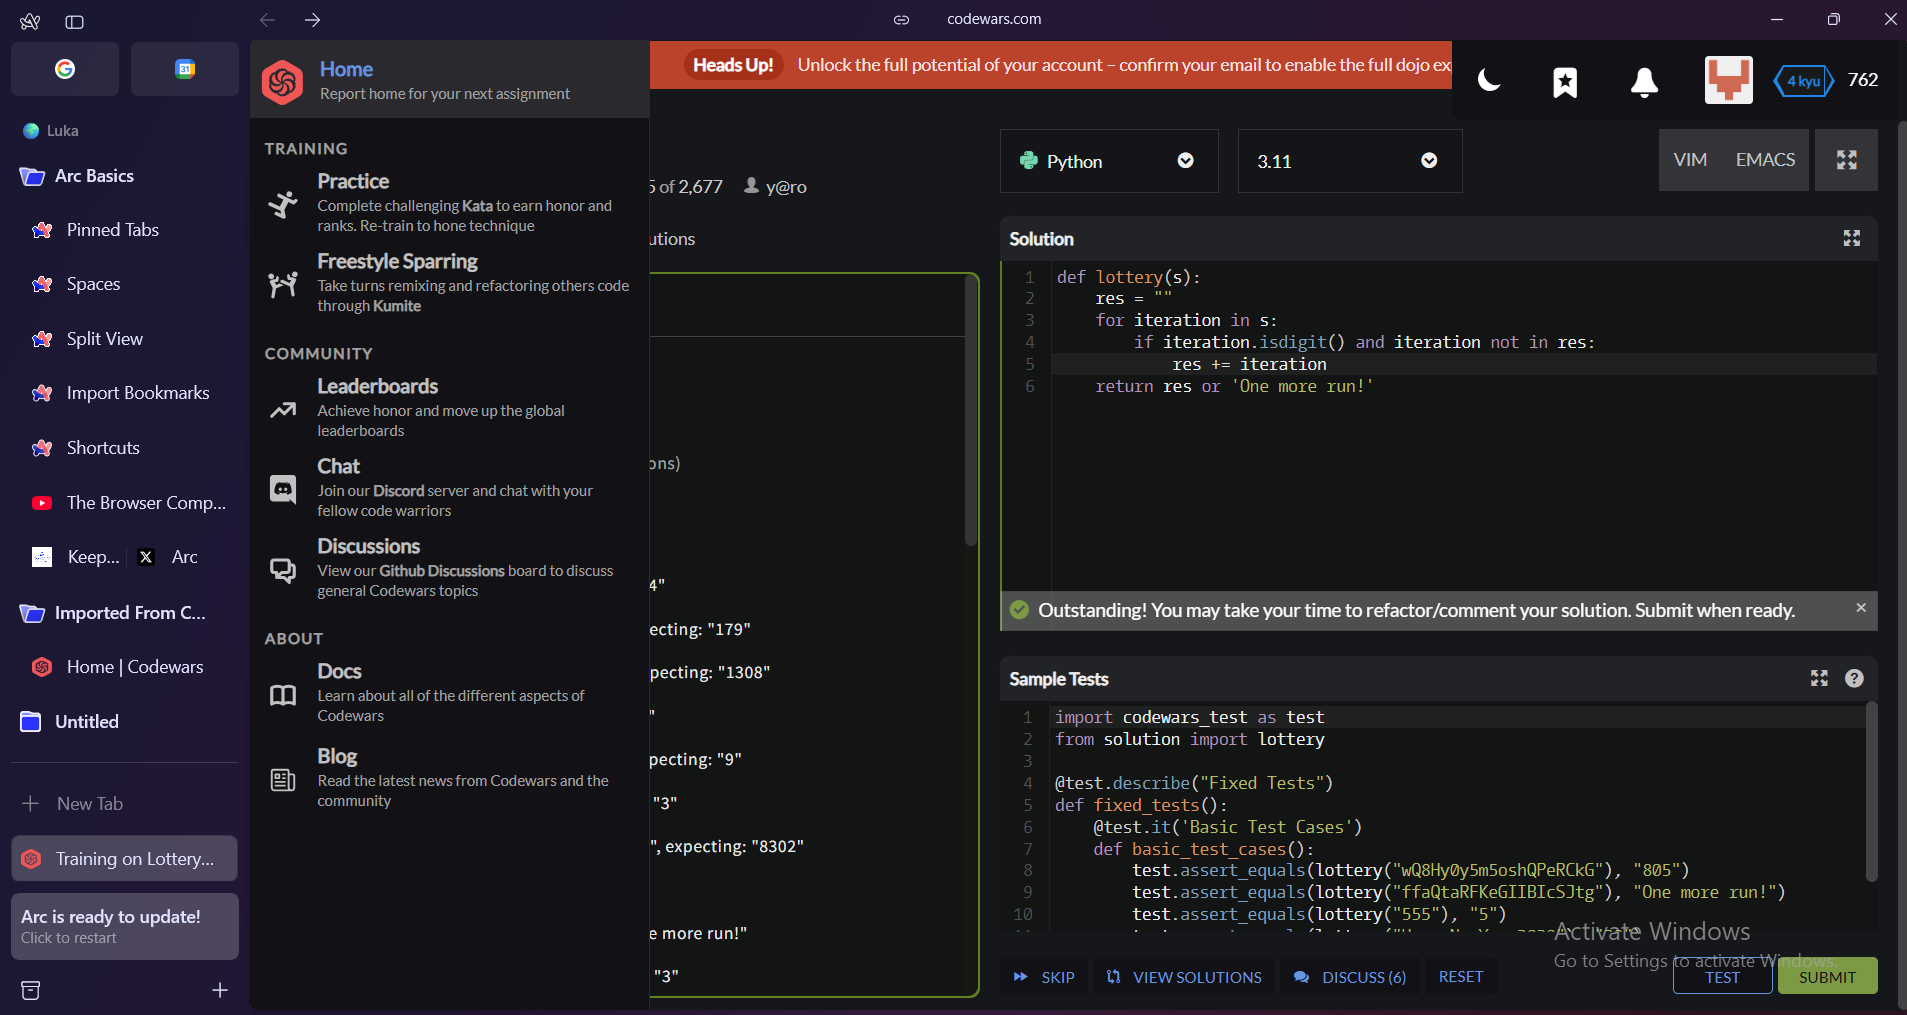 codewars.com
Luka
Arc Basics
Pinned Tabs
Spaces
Split View
Import Bookmarks
Shortcuts
The Browser Comp...
Keep... Arc
Imported From C...
Home | Codewars
Untitled
New Tab
Training on Lottery...
Arc is ready to update!
Click to restart
Home
Report home for your next assignment
TRAINING
Practice
Complete challenging Kata to earn honor and
ranks. Re-train to hone technique
Freestyle Sparring
Take turns remixing and refactoring others code
through Kumite
COMMUNITY
Leaderboards
Achieve honor and move up the global
leaderboards
Chat
Join our Discord server and chat with your
fellow code warriors
Discussions
View our Github Discussions board to discuss
general Codewars topics
ABOUT
Docs
Learn about all of the different aspects of
Codewars
Blog
Read the latest news from Codewars and the
community
Heads Up! Unlock the full potential of your account – confirm your email to enable the full dojo ex
4 kyu 762
5 of 2,677 y@ro
utions
ons)
4"
ecting: "179"
pecting: "1308"
"
pecting: "9"
"3"
", expecting: "8302"
e more run!"
"3"
Python
3.11
VIM EMACS
Solution
1 def lottery(s):
2 res = ""
3 for iteration in s:
4 if iteration.isdigit() and iteration not in res:
5 res += iteration
6 return res or 'One more run!'
Outstanding! You may take your time to refactor/comment your solution. Submit when ready.
Sample Tests
1 import codewars_test as test
2 from solution import lottery
3
4 @test.describe("Fixed Tests")
5 def fixed_tests():
6 @test.it('Basic Test Cases')
7 def basic_test_cases():
8 test.assert_equals(lottery("wQ8Hy0y5m5oshQPeRCkG"), "805")
9 test.assert_equals(lottery("ffaQtaRFKeGIIBIcSJtg"), "One more run!")
10 test.assert_equals(lottery("555"), "5")
Activate Windows
Go to Settings to activate Windows.
SKIP VIEW SOLUTIONS DISCUSS (6) RESET TEST SUBMIT